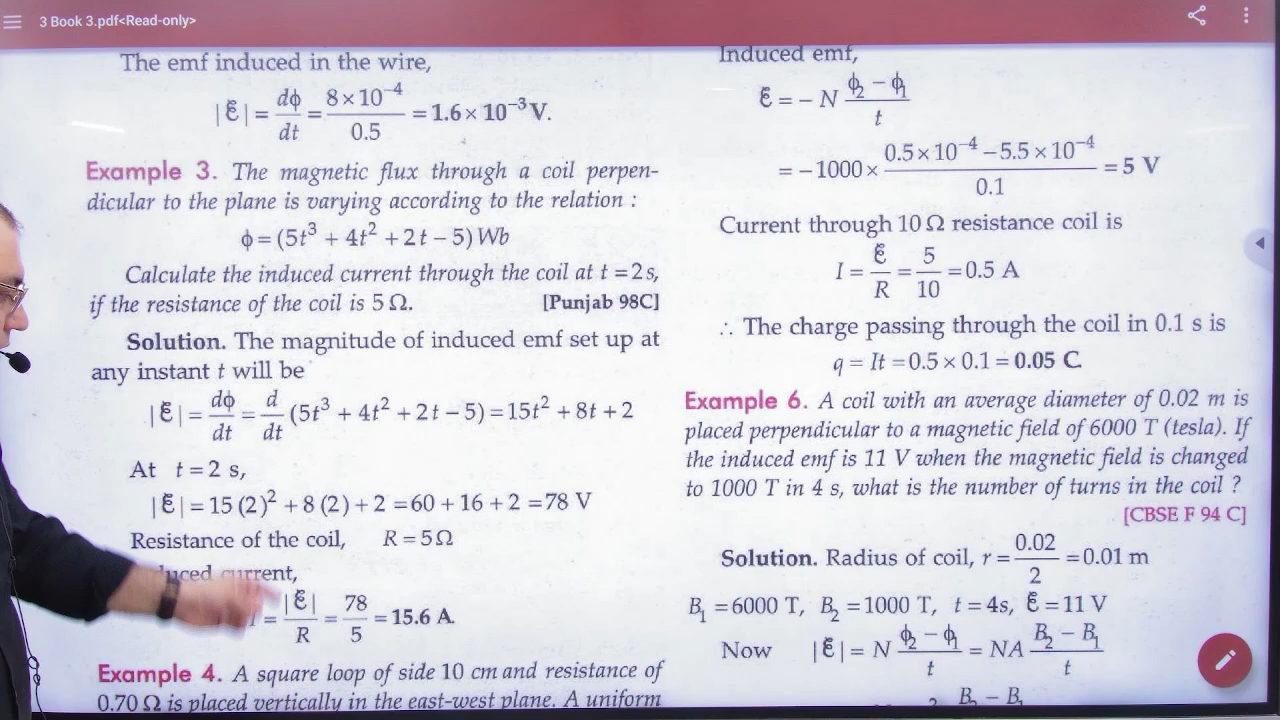 3 Book 3.pdf<Read-only>
The emf induced in the wire,
|ℰ| = dϕ/dt = 8×10⁻⁴/0.5 = 1.6×10⁻³ V.
Example 3. The magnetic flux through a coil perpen-
dicular to the plane is varying according to the relation :
ϕ = (5t³ + 4t² + 2t − 5) Wb
Calculate the induced current through the coil at t = 2 s,
if the resistance of the coil is 5 Ω. [Punjab 98C]
Solution. The magnitude of induced emf set up at
any instant t will be
|ℰ| = dϕ/dt = d/dt (5t³ + 4t² + 2t − 5) = 15t² + 8t + 2
At t = 2 s,
|ℰ| = 15 (2)² + 8 (2) + 2 = 60 + 16 + 2 = 78 V
Resistance of the coil, R = 5 Ω
current,
= |ℰ|/R = 78/5 = 15.6 A.
Example 4. A square loop of side 10 cm and resistance of
0.70 Ω is placed vertically in the east-west plane. A uniform
Induced emf,
ℰ = − N (ϕ₂ − ϕ₁)/t
= − 1000 × (0.5×10⁻⁴ − 5.5×10⁻⁴)/0.1 = 5 V
Current through 10 Ω resistance coil is
I = ℰ/R = 5/10 = 0.5 A
∴ The charge passing through the coil in 0.1 s is
q = It = 0.5 × 0.1 = 0.05 C.
Example 6. A coil with an average diameter of 0.02 m is
placed perpendicular to a magnetic field of 6000 T (tesla). If
the induced emf is 11 V when the magnetic field is changed
to 1000 T in 4 s, what is the number of turns in the coil ?
[CBSE F 94 C]
Solution. Radius of coil, r = 0.02/2 = 0.01 m
B₁ = 6000 T, B₂ = 1000 T, t = 4s, ℰ = 11 V
Now |ℰ| = N (ϕ₂ − ϕ₁)/t = NA (B₂ − B₁)/t